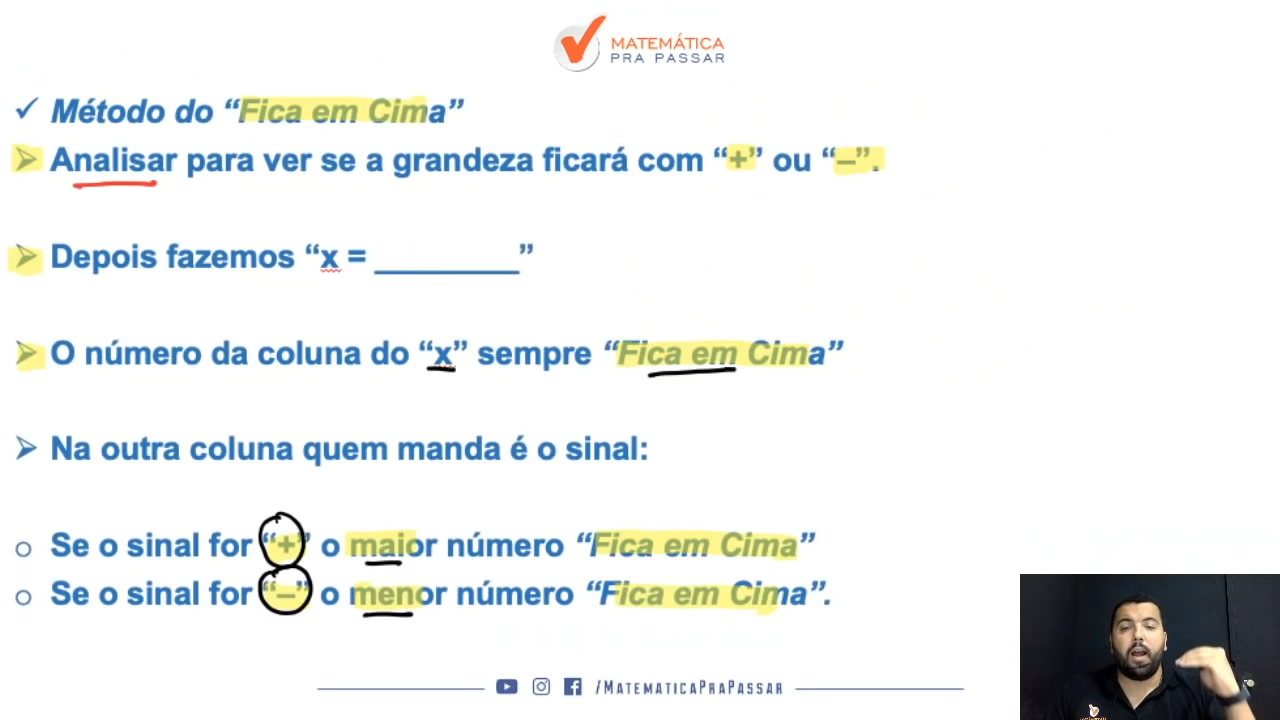 MATEMÁTICA
PRA PASSAR
✓ Método do “Fica em Cima”
➢ Analisar para ver se a grandeza ficará com “+” ou “–”.
➢ Depois fazemos “x = _________”
➢ O número da coluna do “x” sempre “Fica em Cima”
➢ Na outra coluna quem manda é o sinal:
o Se o sinal for “+” o maior número “Fica em Cima”
o Se o sinal for “–” o menor número “Fica em Cima”.
/MATEMATICAPRAPASSAR